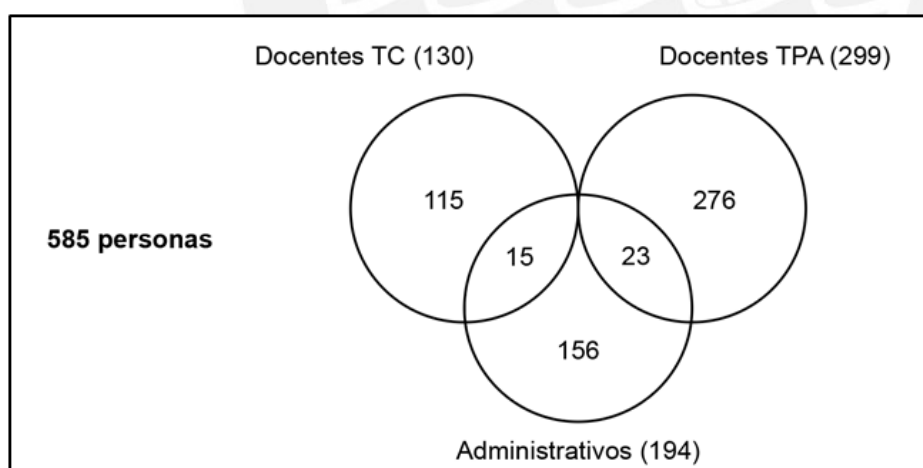 Docentes TC (130)
Docentes TPA (299)
115
276
585 personas
15
23
156
Administrativos (194)